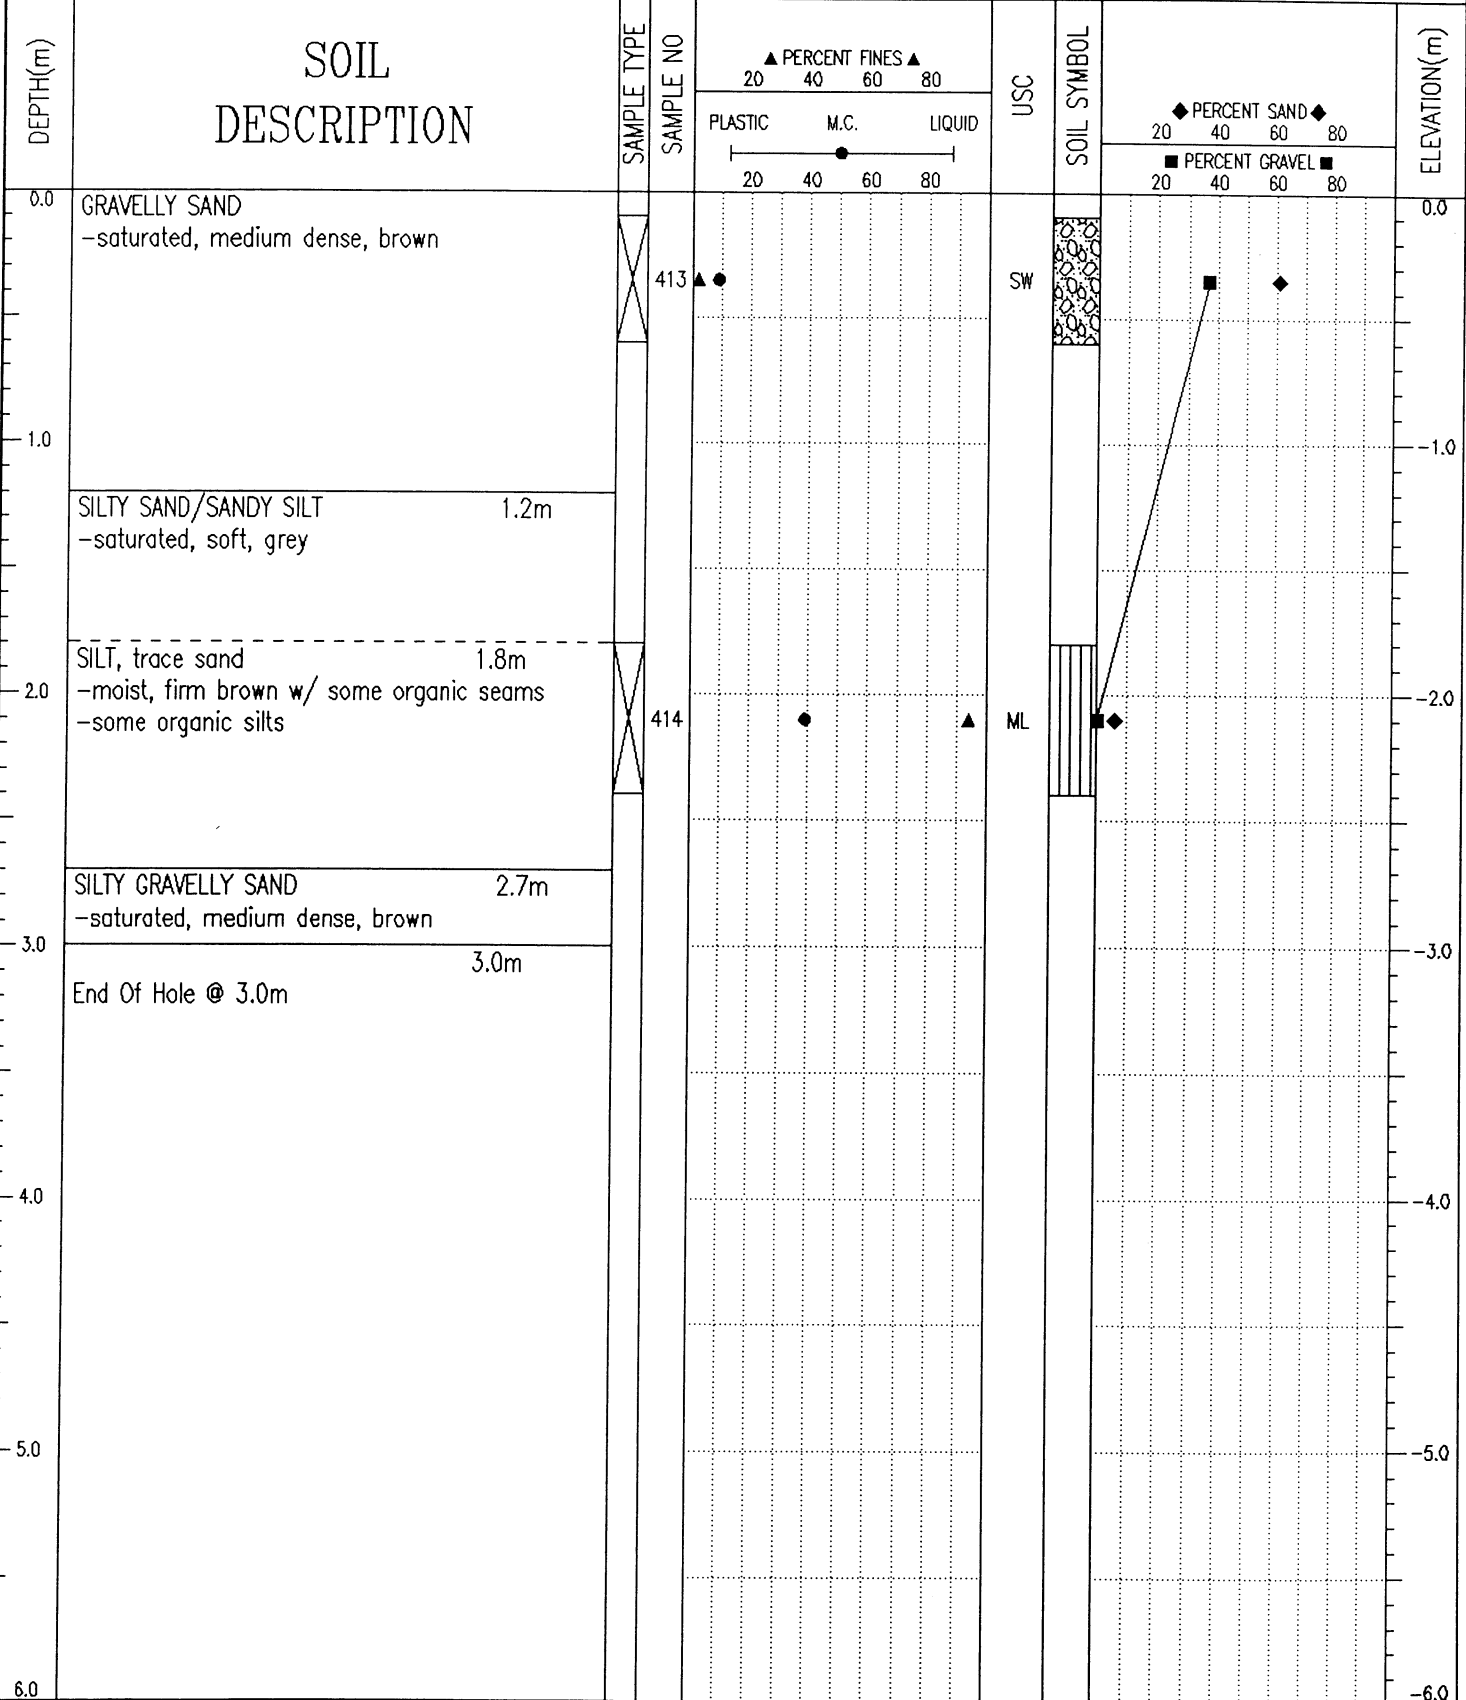 DEPTH(m)
SOIL
DESCRIPTION
SAMPLE TYPE
SAMPLE NO
▲ PERCENT FINES ▲
20 40 60 80
PLASTIC M.C. LIQUID
20 40 60 80
USC
SOIL SYMBOL
◆ PERCENT SAND ◆
20 40 60 80
■ PERCENT GRAVEL ■
20 40 60 80
ELEVATION(m)
0.0
GRAVELLY SAND
-saturated, medium dense, brown
413
SW
0.0
1.0
-1.0
SILTY SAND/SANDY SILT 1.2m
-saturated, soft, grey
SILT, trace sand 1.8m
2.0
-moist, firm brown w/ some organic seams
-some organic silts
414
ML
-2.0
SILTY GRAVELLY SAND 2.7m
-saturated, medium dense, brown
3.0
-3.0
3.0m
End Of Hole @ 3.0m
4.0
-4.0
5.0
-5.0
6.0
-6.0